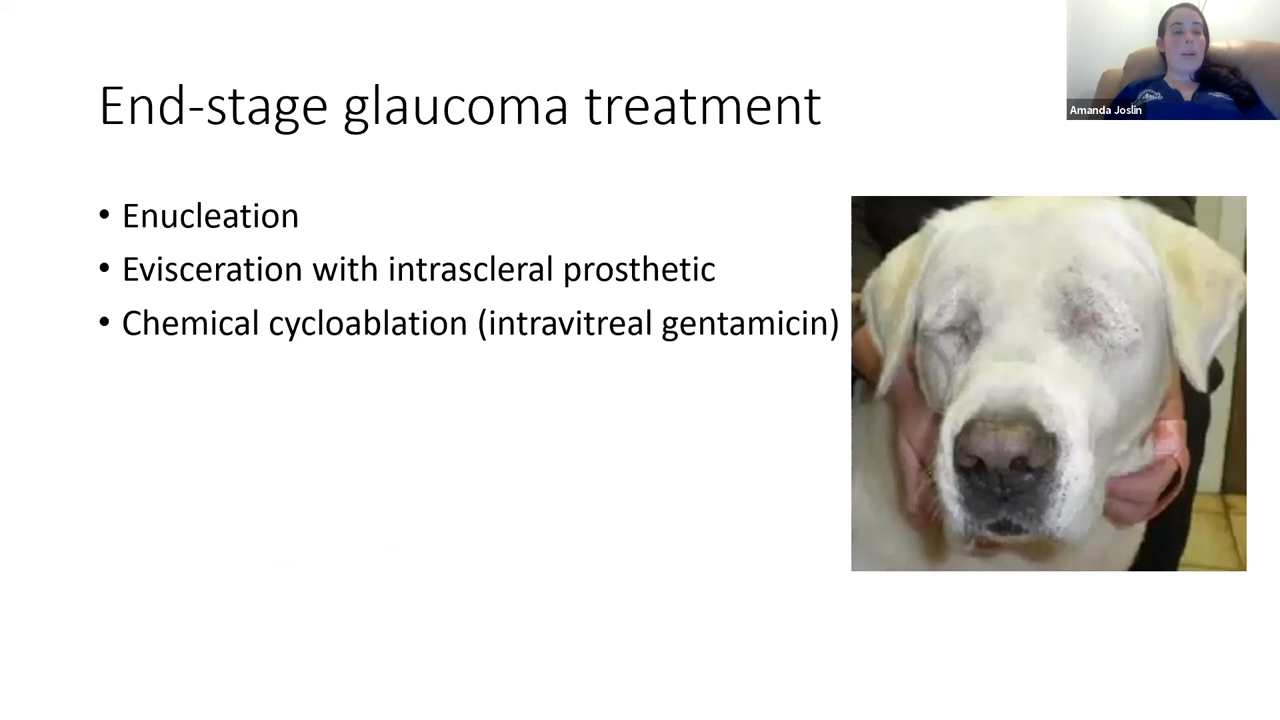 End-stage glaucoma treatment
Amanda Joslin
• Enucleation
• Evisceration with intrascleral prosthetic
• Chemical cycloablation (intravitreal gentamicin)